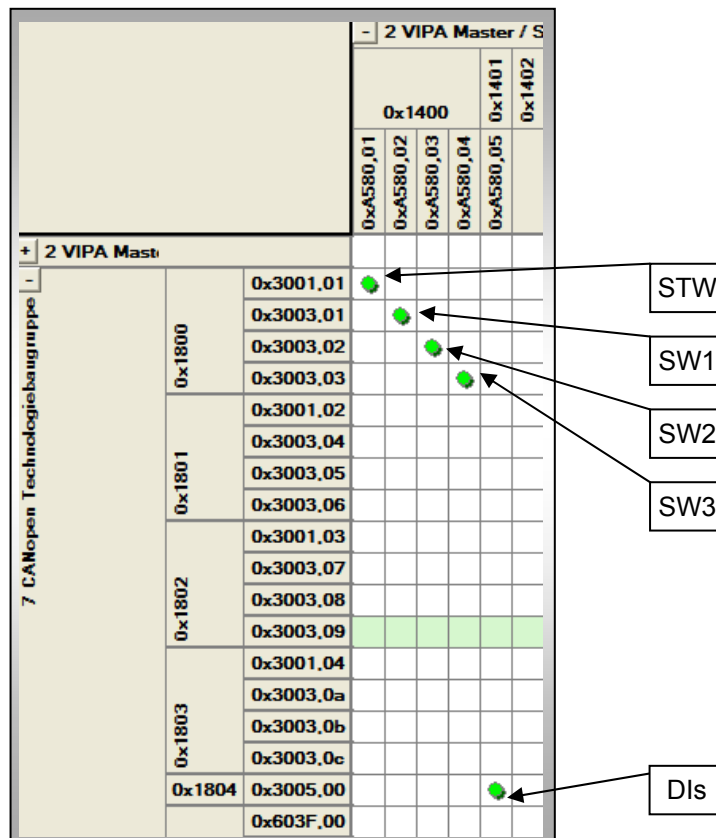 - 2 VIPA Master / S
0x1400 0x1401 0x1402
0xA580,01 0xA580,02 0xA580,03 0xA580,04 0xA580,05
+ 2 VIPA Mast
- 7 CANopen Technologiebaugruppe
0x1800
0x3001,01
STW
0x3003,01
SW1
0x3003,02
SW2
0x3003,03
SW3
0x1801
0x3001,02
0x3003,04
0x3003,05
0x3003,06
0x1802
0x3001,03
0x3003,07
0x3003,08
0x3003,09
0x1803
0x3001,04
0x3003,0a
0x3003,0b
0x3003,0c
0x1804 0x3005,00
DIs
0x603F,00